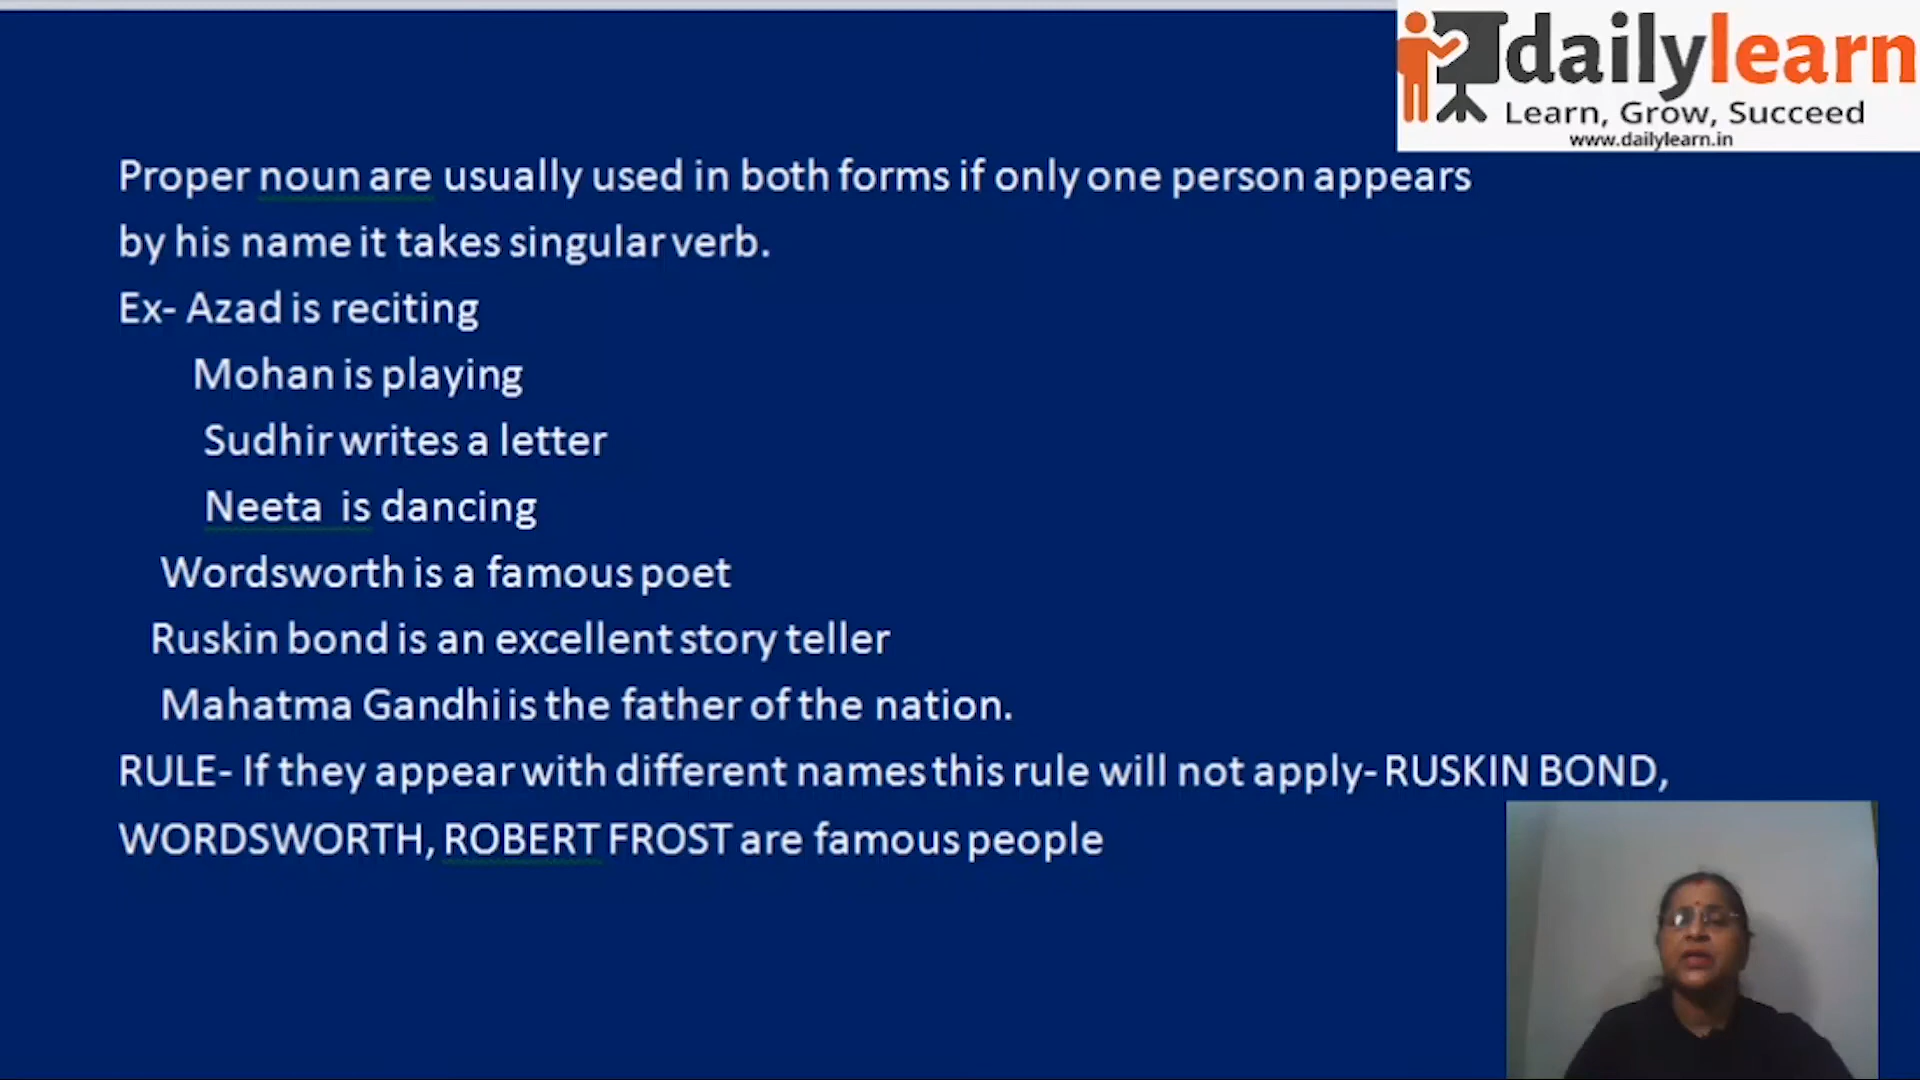 dailylearn
Learn, Grow, Succeed
www.dailylearn.in
Proper noun are usually used in both forms if only one person appears
by his name it takes singular verb.
Ex- Azad is reciting
Mohan is playing
Sudhir writes a letter
Neeta is dancing
Wordsworth is a famous poet
Ruskin bond is an excellent story teller
Mahatma Gandhi is the father of the nation.
RULE- If they appear with different names this rule will not apply- RUSKIN BOND,
WORDSWORTH, ROBERT FROST are famous people